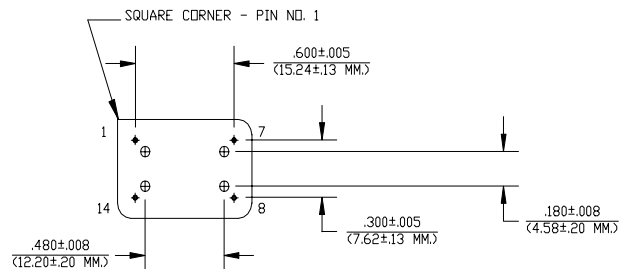 SQUARE CORNER - PIN NO. 1
.600±.005
(15.24±.13 MM.)
1
7
14
8
.480±.008
(12.20±.20 MM.)
.300±.005
(7.62±.13 MM.)
.180±.008
(4.58±.20 MM.)